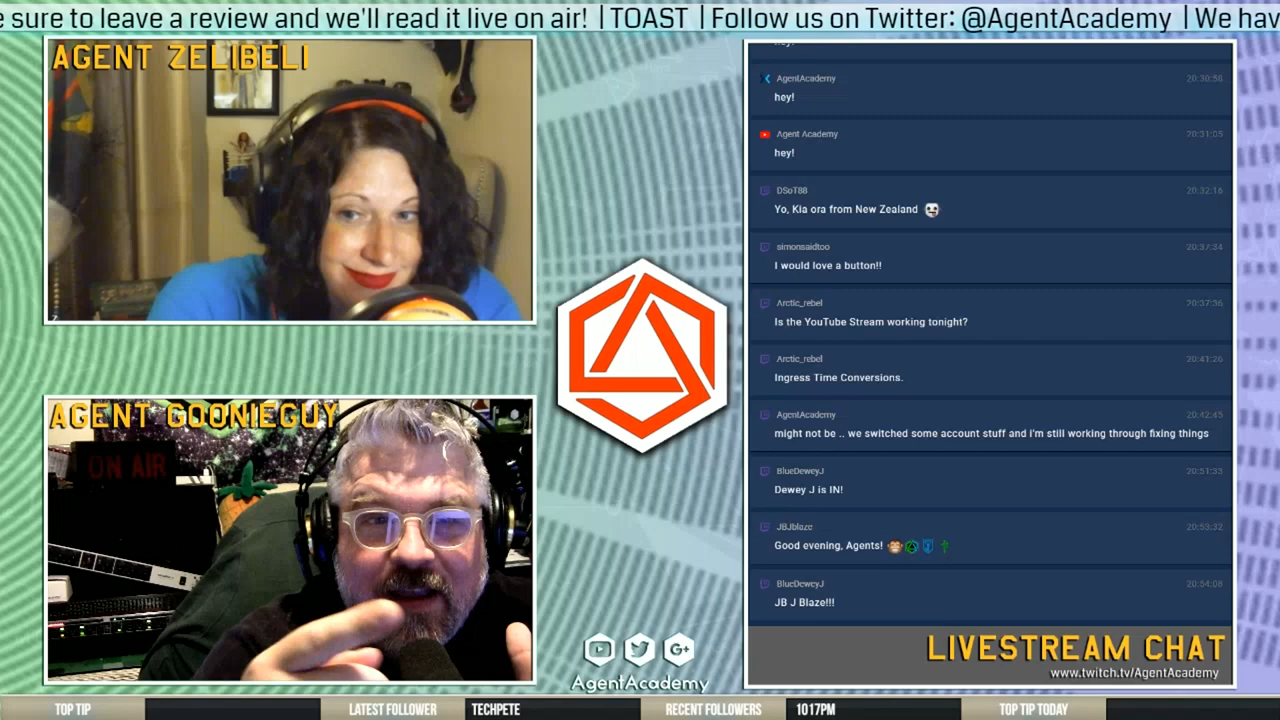 e sure to leave a review and we'll read it live on air! | TOAST | Follow us on Twitter: @AgentAcademy | We hav
AGENT ZELIBELI
AGENT GOONIEGUY
ON AIR
hey!
AgentAcademy 20:30:58
hey!
Agent Academy 20:31:05
hey!
DSoT88 20:32:16
Yo, Kia ora from New Zealand
simonsaidtoo 20:37:34
I would love a button!!
Arctic_rebel 20:37:36
Is the YouTube Stream working tonight?
Arctic_rebel 20:41:26
Ingress Time Conversions.
AgentAcademy 20:42:45
might not be .. we switched some account stuff and i'm still working through fixing things
BlueDeweyJ 20:51:33
Dewey J is IN!
JBJblaze 20:53:32
Good evening, Agents!
BlueDeweyJ 20:54:08
JB J Blaze!!!
LIVESTREAM CHAT
www.twitch.tv/AgentAcademy
G+
AgentAcademy
TOP TIP LATEST FOLLOWER TECHPETE RECENT FOLLOWERS 1017PM TOP TIP TODAY